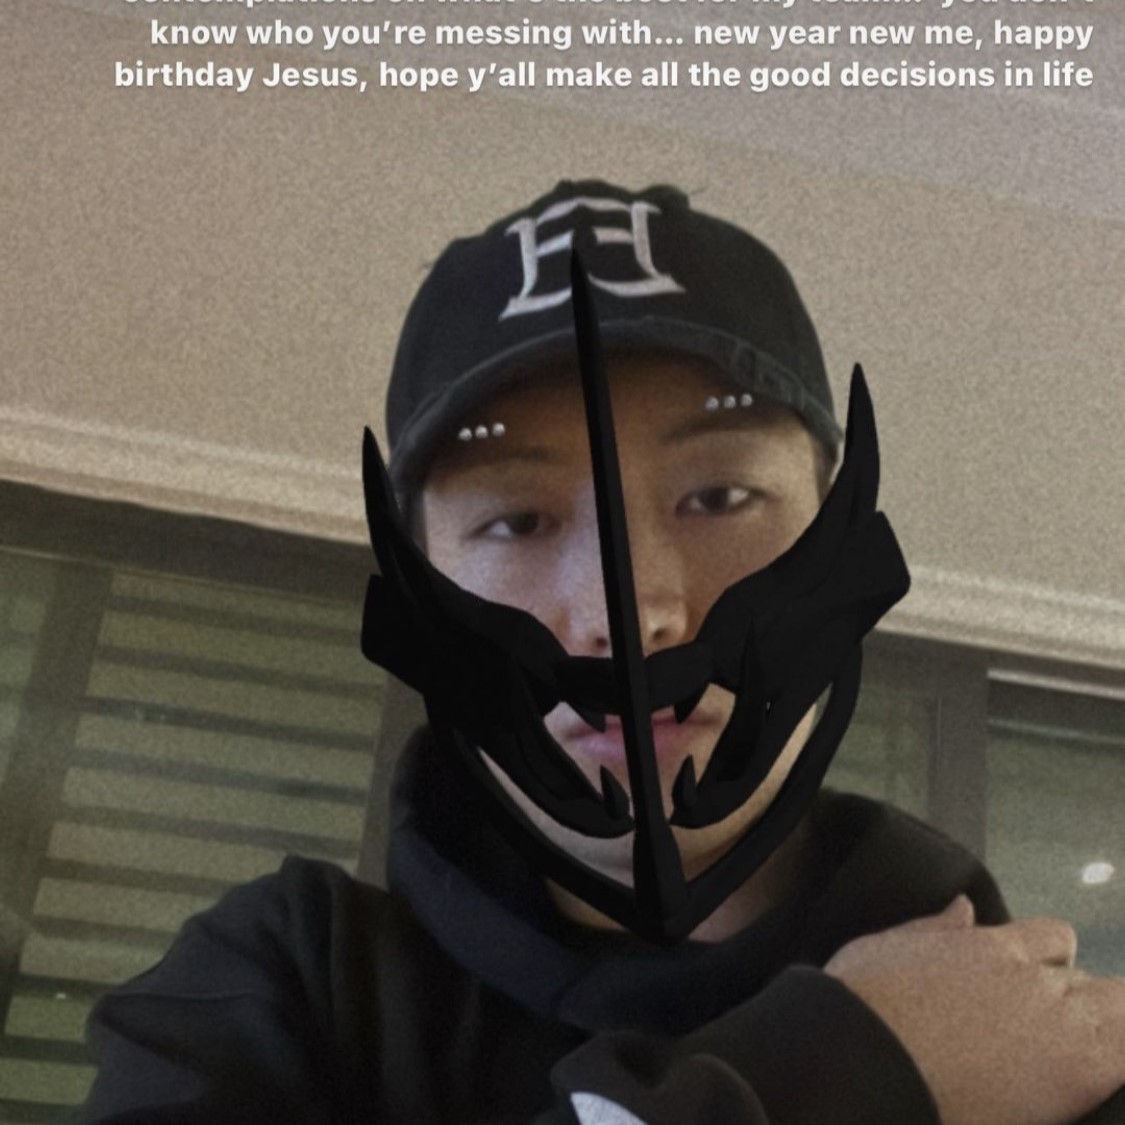 know who you're messing with... new year new me, happy
birthday Jesus, hope y'all make all the good decisions in life